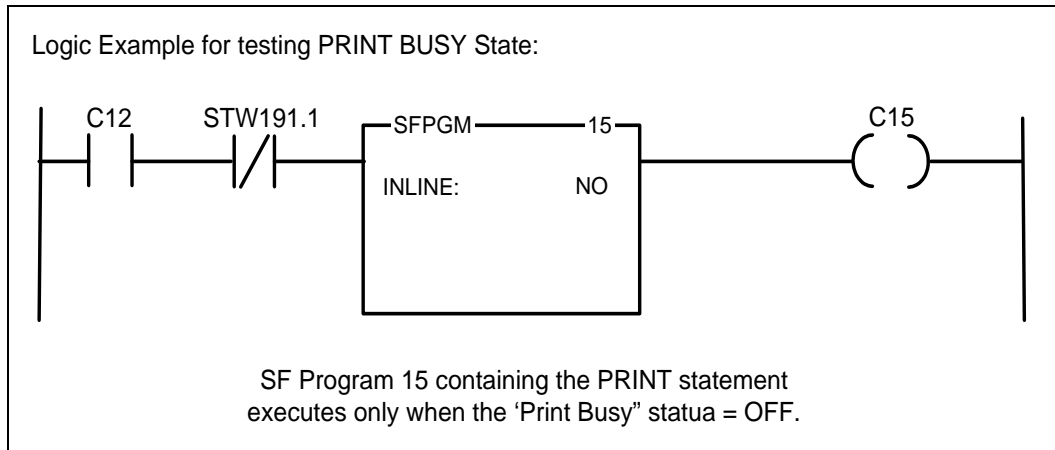 Logic Example for testing PRINT BUSY State:
C12 STW191.1 SFPGM 15 C15
INLINE: NO
SF Program 15 containing the PRINT statement
executes only when the ‘Print Busy” statua = OFF.